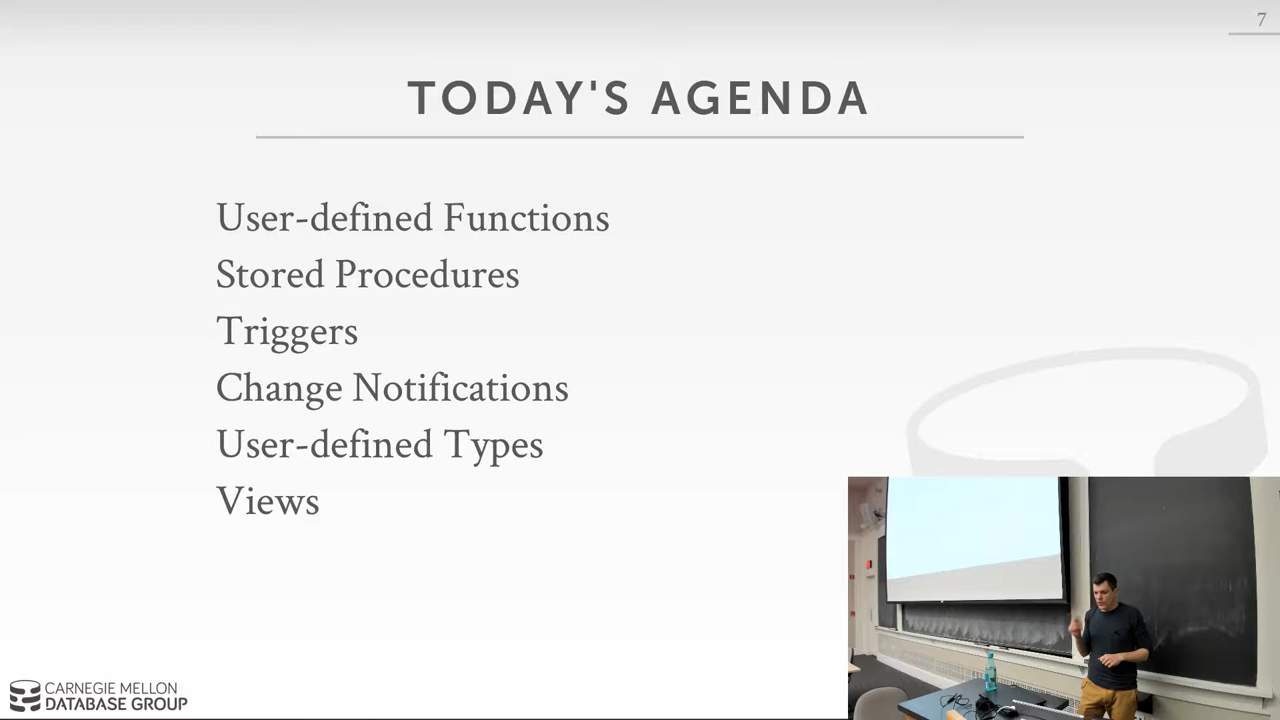 7
TODAY'S AGENDA
User-defined Functions
Stored Procedures
Triggers
Change Notifications
User-defined Types
Views
CARNEGIE MELLON
DATABASE GROUP